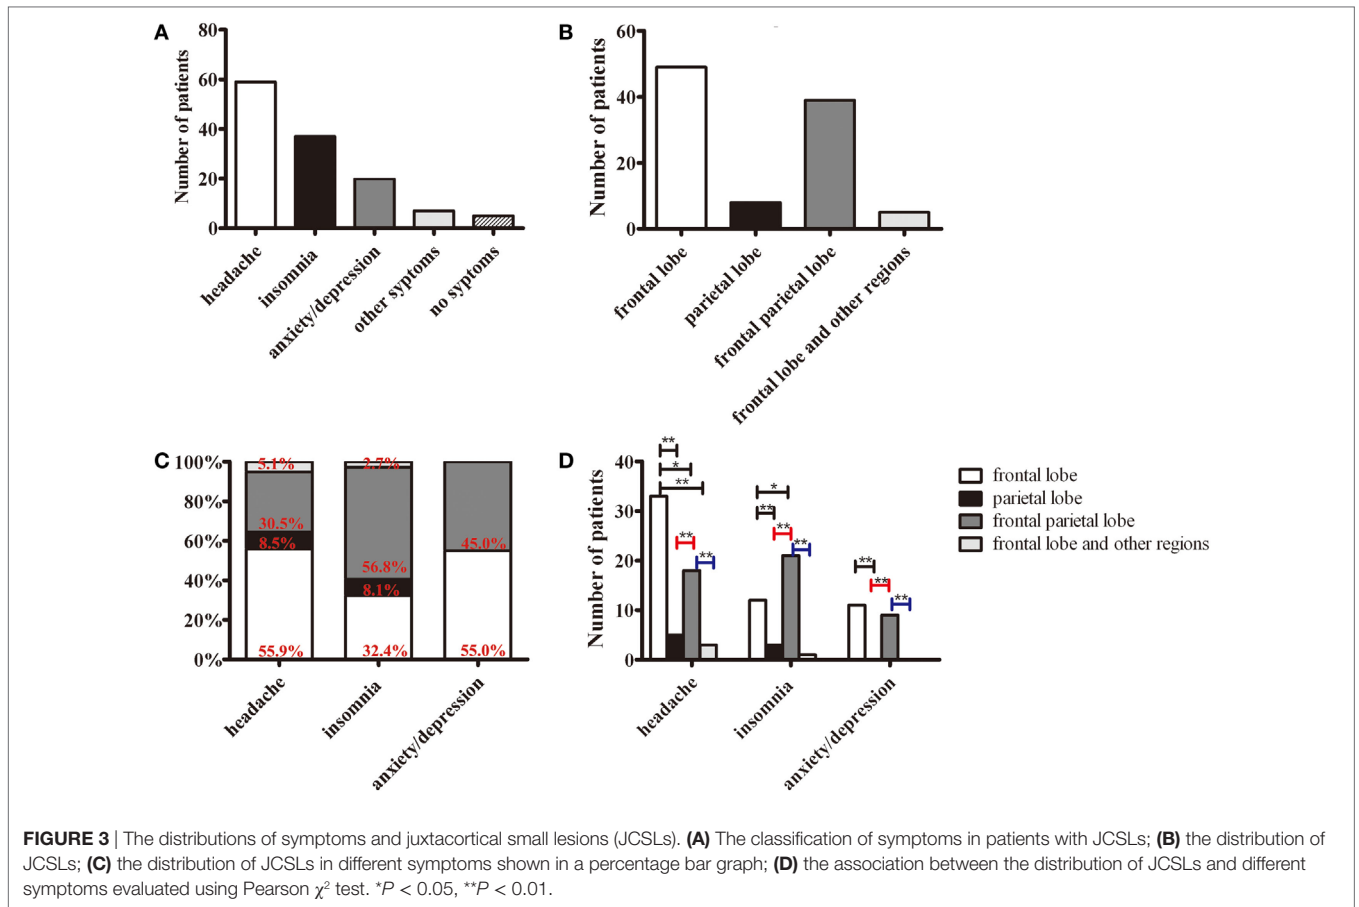 A
Number of patients
80
60
40
20
0
headache
insomnia
anxiety/depression
other syptoms
no syptoms
B
Number of patients
60
40
20
0
frontal lobe
parietal lobe
frontal parietal lobe
frontal lobe and other regions
C
100%
80%
60%
40%
20%
0%
5.1%
30.5%
8.5%
55.9%
2.7%
56.8%
8.1%
32.4%
45.0%
55.0%
headache
insomnia
anxiety/depression
D
Number of patients
40
30
20
10
0
**
*
**
**
**
*
**
**
**
**
**
**
headache
insomnia
anxiety/depression
frontal lobe
parietal lobe
frontal parietal lobe
frontal lobe and other regions
FIGURE 3 | The distributions of symptoms and juxtacortical small lesions (JCSLs). (A) The classification of symptoms in patients with JCSLs; (B) the distribution of
JCSLs; (C) the distribution of JCSLs in different symptoms shown in a percentage bar graph; (D) the association between the distribution of JCSLs and different
symptoms evaluated using Pearson χ² test. *P < 0.05, **P < 0.01.